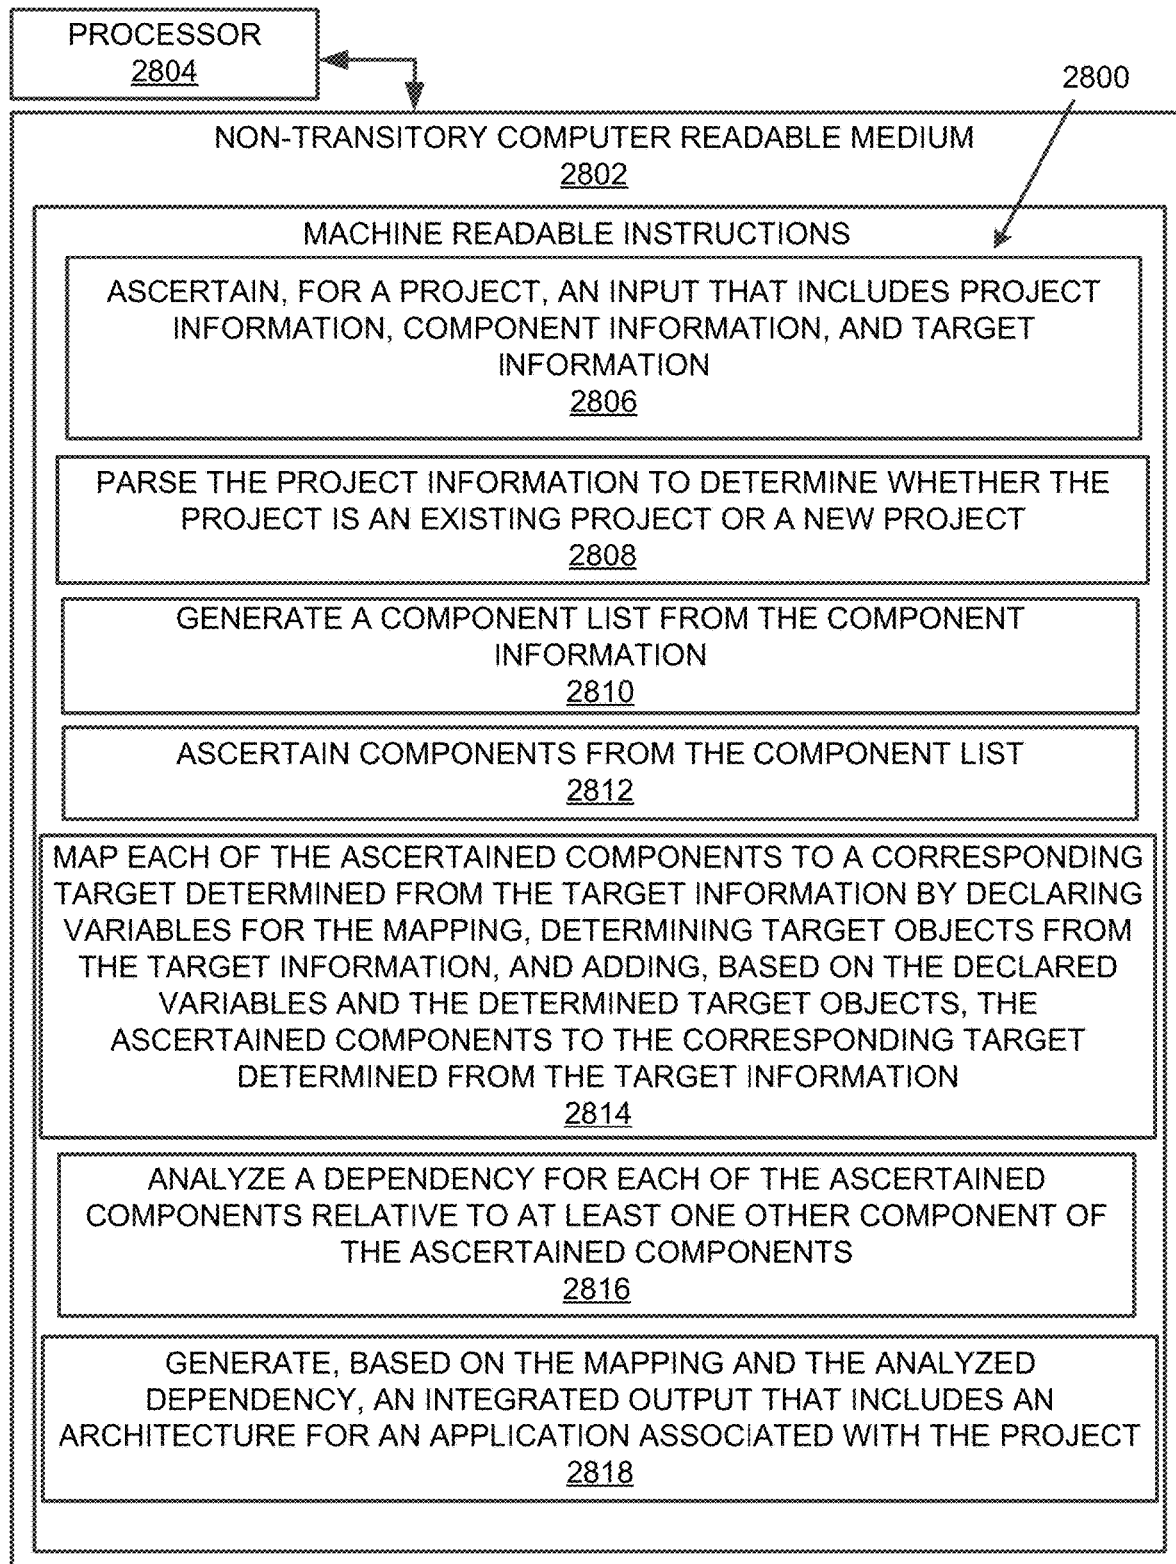 PROCESSOR
2804
2800
NON-TRANSITORY COMPUTER READABLE MEDIUM
2802
MACHINE READABLE INSTRUCTIONS
ASCERTAIN, FOR A PROJECT, AN INPUT THAT INCLUDES PROJECT
INFORMATION, COMPONENT INFORMATION, AND TARGET
INFORMATION
2806
PARSE THE PROJECT INFORMATION TO DETERMINE WHETHER THE
PROJECT IS AN EXISTING PROJECT OR A NEW PROJECT
2808
GENERATE A COMPONENT LIST FROM THE COMPONENT
INFORMATION
2810
ASCERTAIN COMPONENTS FROM THE COMPONENT LIST
2812
MAP EACH OF THE ASCERTAINED COMPONENTS TO A CORRESPONDING
TARGET DETERMINED FROM THE TARGET INFORMATION BY DECLARING
VARIABLES FOR THE MAPPING, DETERMINING TARGET OBJECTS FROM
THE TARGET INFORMATION, AND ADDING, BASED ON THE DECLARED
VARIABLES AND THE DETERMINED TARGET OBJECTS, THE
ASCERTAINED COMPONENTS TO THE CORRESPONDING TARGET
DETERMINED FROM THE TARGET INFORMATION
2814
ANALYZE A DEPENDENCY FOR EACH OF THE ASCERTAINED
COMPONENTS RELATIVE TO AT LEAST ONE OTHER COMPONENT OF
THE ASCERTAINED COMPONENTS
2816
GENERATE, BASED ON THE MAPPING AND THE ANALYZED
DEPENDENCY, AN INTEGRATED OUTPUT THAT INCLUDES AN
ARCHITECTURE FOR AN APPLICATION ASSOCIATED WITH THE PROJECT
2818